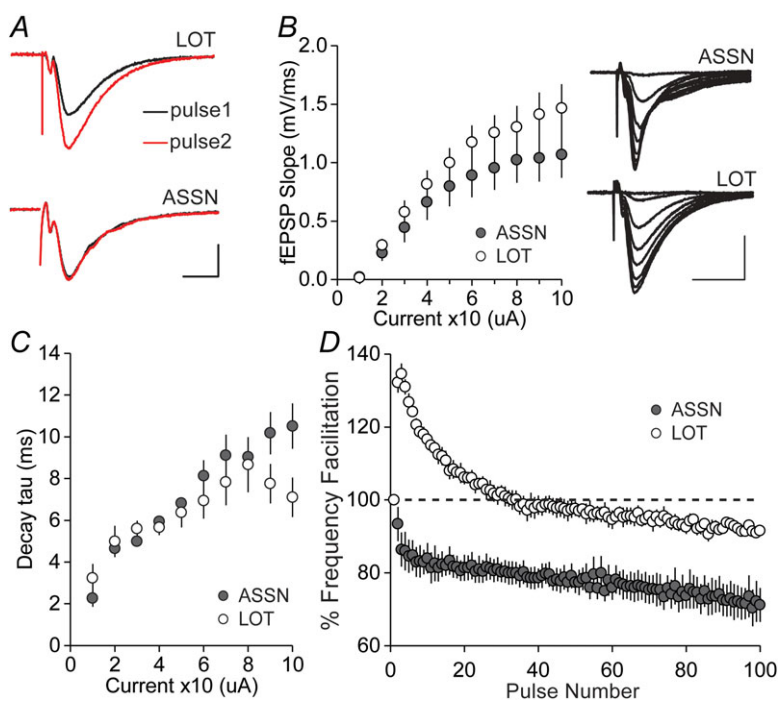 A
LOT
pulse1
pulse2
ASSN
B
fEPSP Slope (mV/ms)
2.0
1.5
1.0
0.5
0.0
ASSN
LOT
0 2 4 6 8 10
Current x10 (uA)
ASSN
LOT
C
Decay tau (ms)
14
12
10
8
6
4
2
0
ASSN
LOT
0 2 4 6 8 10
Current x10 (uA)
D
% Frequency Facilitation
140
120
100
80
60
ASSN
LOT
0 20 40 60 80 100
Pulse Number